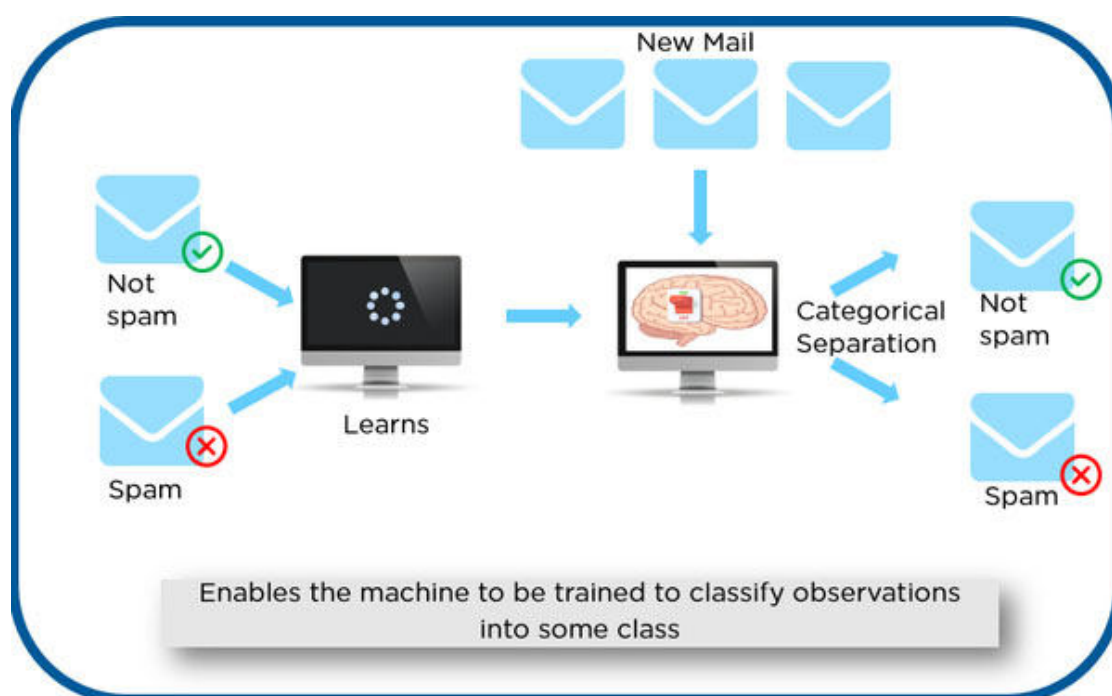 New Mail
Not
spam
Spam
Learns
Categorical
Separation
Not
spam
Spam
Enables the machine to be trained to classify observations
into some class